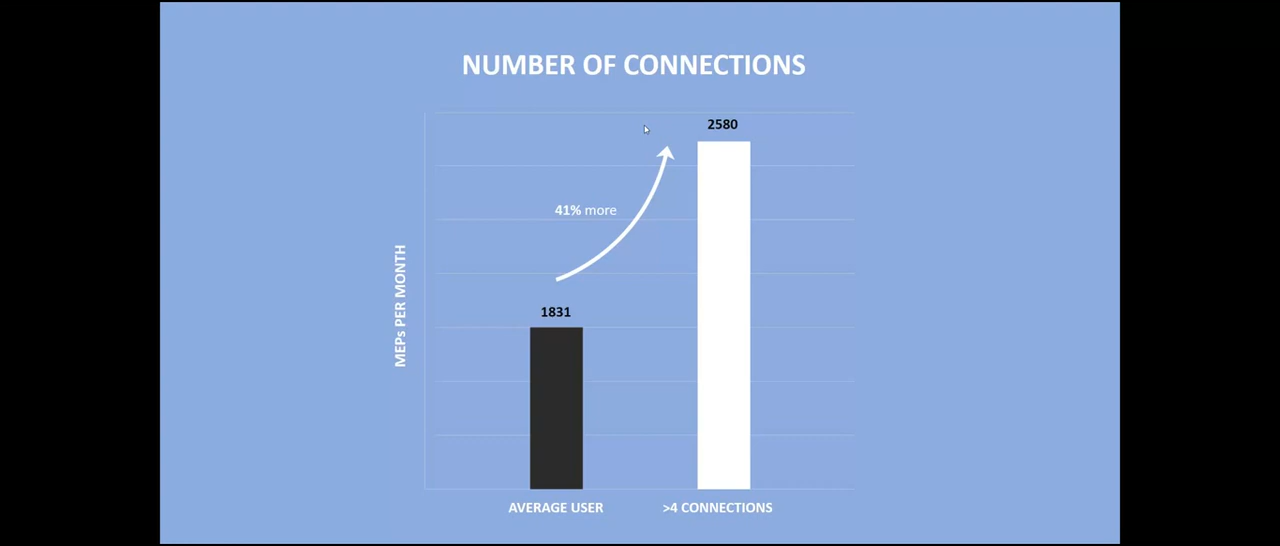 NUMBER OF CONNECTIONS
2580
41% more
1831
MEPs PER MONTH
AVERAGE USER
>4 CONNECTIONS